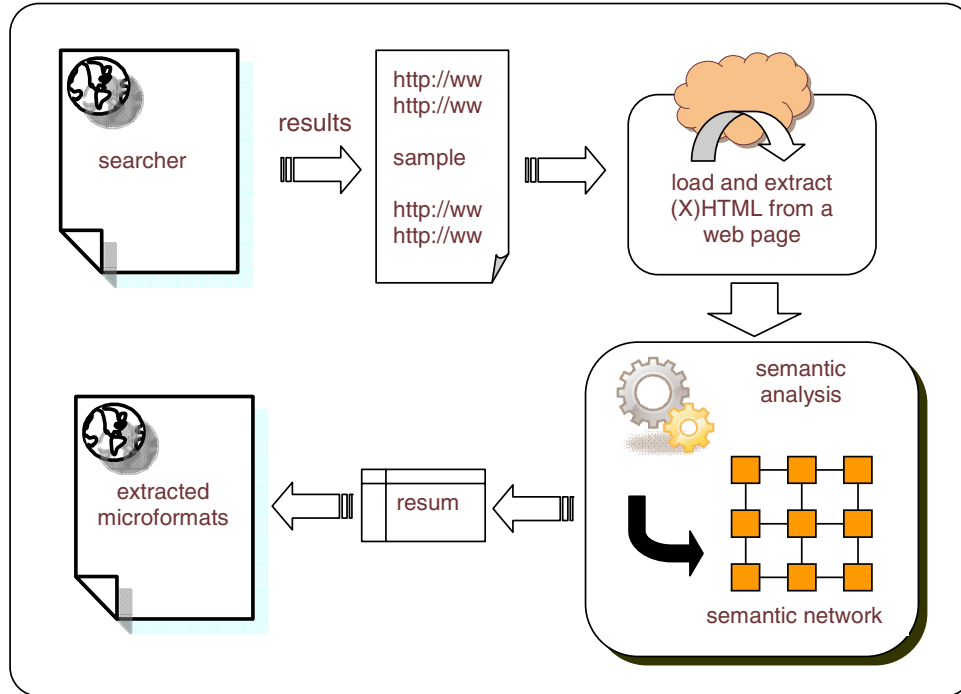 searcher
results
http://ww
http://ww
sample
http://ww
http://ww
load and extract
(X)HTML from a
web page
semantic
analysis
semantic network
resum
extracted
microformats